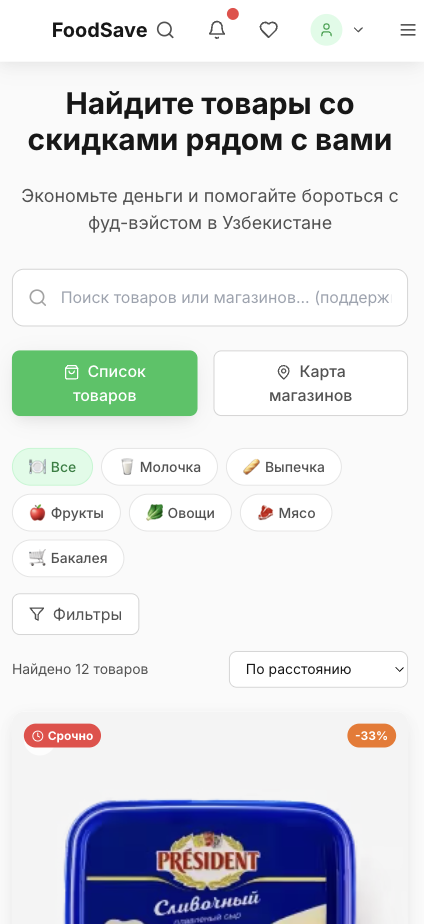 FoodSave
Найдите товары со
скидками рядом с вами
Экономьте деньги и помогайте бороться с
фуд-вэйстом в Узбекистане
Поиск товаров или магазинов... (поддерж
Список
товаров
Карта
магазинов
Все
Молочка
Выпечка
Фрукты
Овощи
Мясо
Бакалея
Фильтры
Найдено 12 товаров
По расстоянию
Срочно
-33%
PRÉSIDENT
Сливочный
плавленый сыр